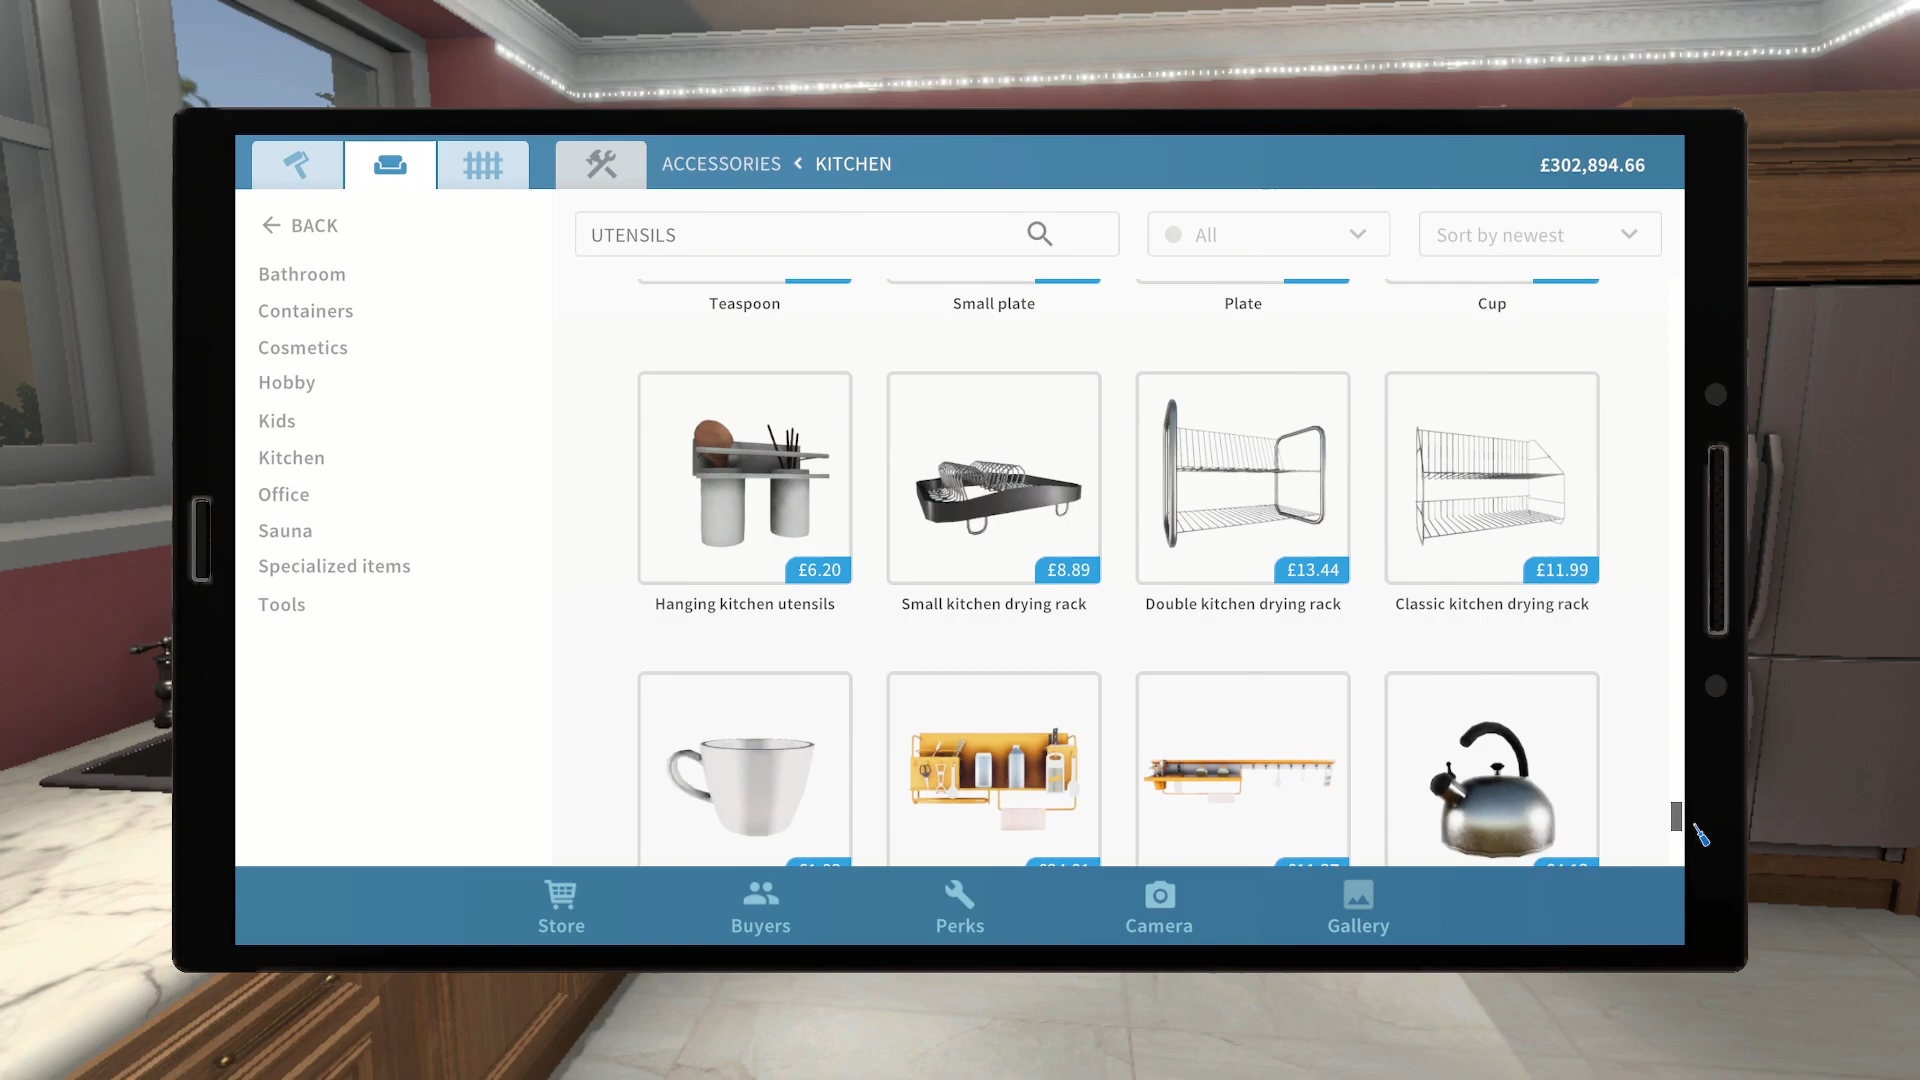 ACCESSORIES < KITCHEN
£302,894.66
BACK
UTENSILS
All
Sort by newest
Bathroom
Containers
Cosmetics
Hobby
Kids
Kitchen
Office
Sauna
Specialized items
Tools
Teaspoon
Small plate
Plate
Cup
£6.20
£8.89
£13.44
£11.99
Hanging kitchen utensils
Small kitchen drying rack
Double kitchen drying rack
Classic kitchen drying rack
Store
Buyers
Perks
Camera
Gallery